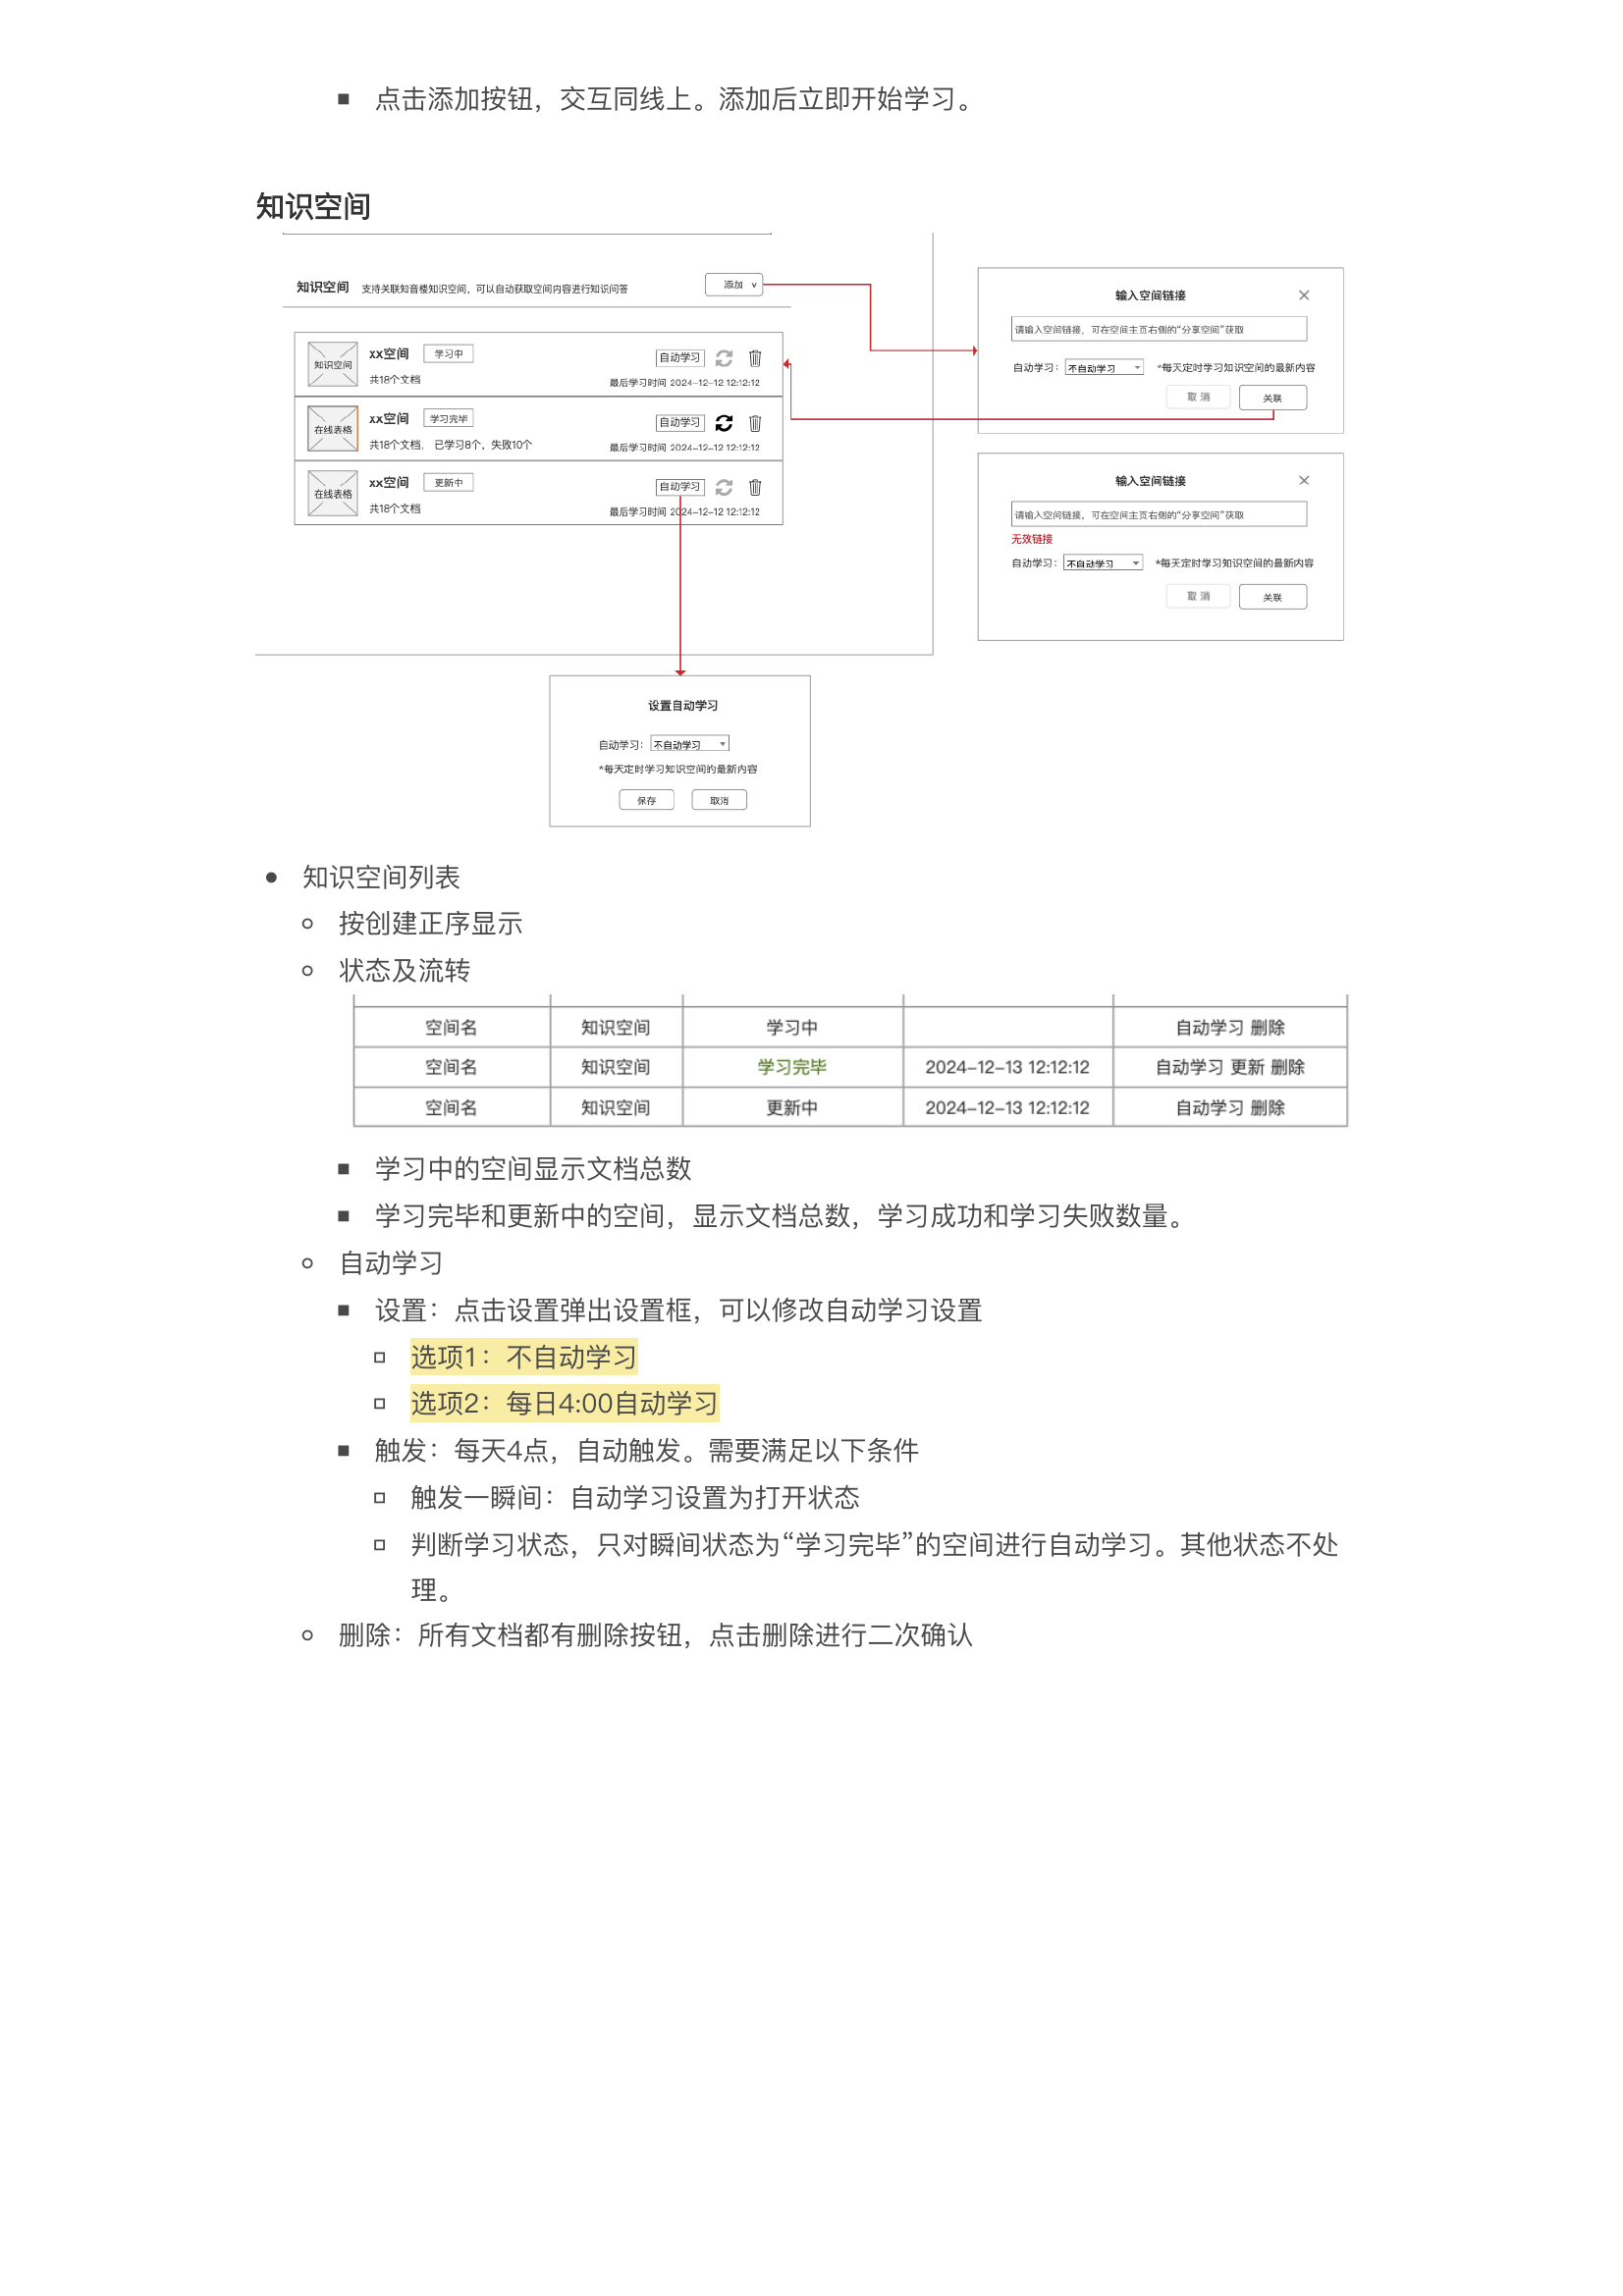 点击添加按钮，交互同线上。添加后立即开始学习。
知识空间
知识空间 支持关联知音楼知识空间，可以自动获取空间内容进行知识问答 添加
知识空间 xx空间 学习中 自动学习
共18个文档 最后学习时间 2024-12-12 12:12:12
在线表格 xx空间 学习完毕 自动学习
共18个文档， 已学习8个，失败10个 最后学习时间 2024-12-12 12:12:12
在线表格 xx空间 更新中 自动学习
共18个文档 最后学习时间 2024-12-12 12:12:12
输入空间链接
请输入空间链接，可在空间主页右侧的“分享空间”获取
自动学习： 不自动学习 *每天定时学习知识空间的最新内容
取消 关联
输入空间链接
请输入空间链接，可在空间主页右侧的“分享空间”获取
无效链接
自动学习： 不自动学习 *每天定时学习知识空间的最新内容
取消 关联
设置自动学习
自动学习： 不自动学习
*每天定时学习知识空间的最新内容
保存 取消
知识空间列表
按创建正序显示
状态及流转
空间名 知识空间 学习中 自动学习 删除
空间名 知识空间 学习完毕 2024-12-13 12:12:12 自动学习 更新 删除
空间名 知识空间 更新中 2024-12-13 12:12:12 自动学习 删除
学习中的空间显示文档总数
学习完毕和更新中的空间，显示文档总数，学习成功和学习失败数量。
自动学习
设置：点击设置弹出设置框，可以修改自动学习设置
选项1：不自动学习
选项2：每日4:00自动学习
触发：每天4点，自动触发。需要满足以下条件
触发一瞬间：自动学习设置为打开状态
判断学习状态，只对瞬间状态为“学习完毕”的空间进行自动学习。其他状态不处
理。
删除：所有文档都有删除按钮，点击删除进行二次确认